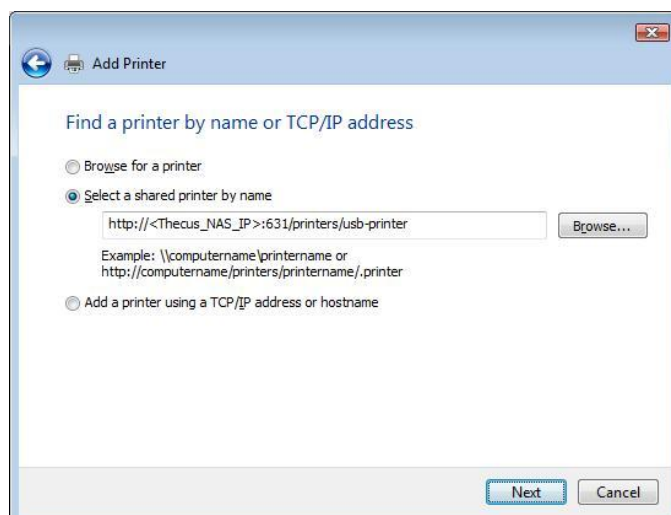 Add Printer
Find a printer by name or TCP/IP address
Browse for a printer
Select a shared printer by name
http://<Thecus_NAS_IP>:631/printers/usb-printer
Browse...
Example: \\computername\printername or
http://computername/printers/printername/.printer
Add a printer using a TCP/IP address or hostname
Next
Cancel